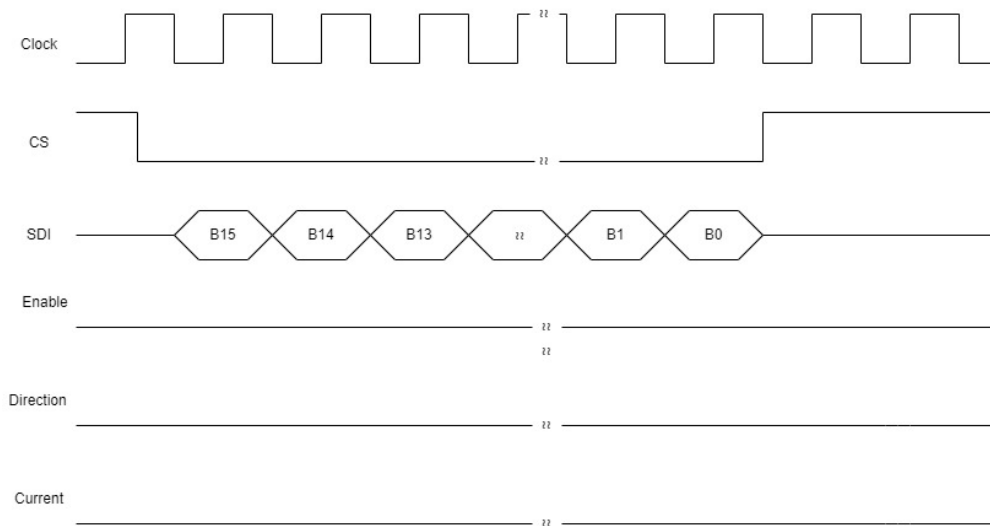 Clock
CS
SDI
B15 B14 B13 B1 B0
Enable
Direction
Current